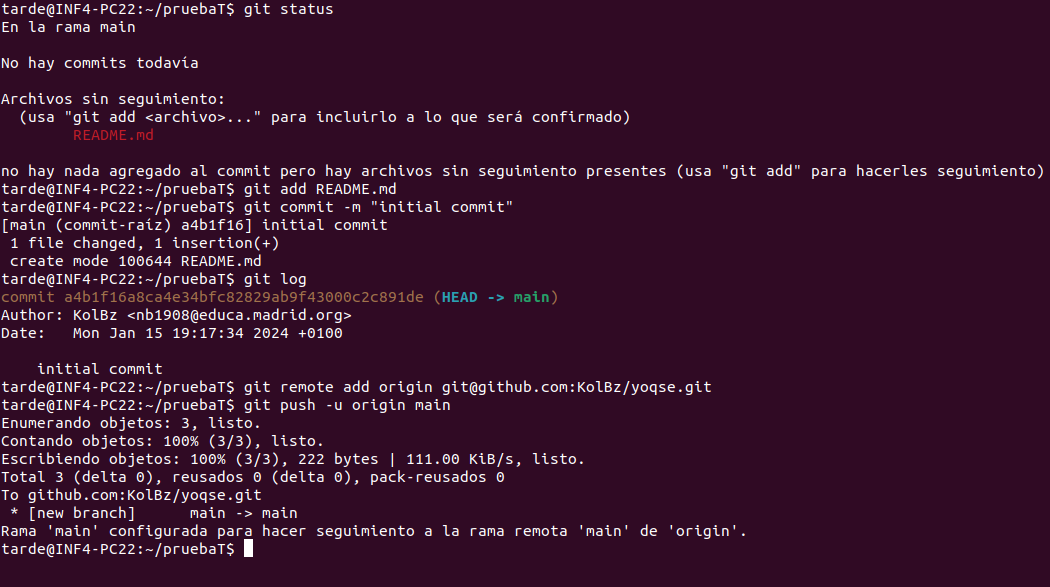 tarde@INF4-PC22:~/pruebaT$ git status
En la rama main
No hay commits todavía
Archivos sin seguimiento:
  (usa "git add <archivo>..." para incluirlo a lo que será confirmado)
        README.md
no hay nada agregado al commit pero hay archivos sin seguimiento presentes (usa "git add" para hacerles seguimiento)
tarde@INF4-PC22:~/pruebaT$ git add README.md
tarde@INF4-PC22:~/pruebaT$ git commit -m "initial commit"
[main (commit-raíz) a4b1f16] initial commit
 1 file changed, 1 insertion(+)
 create mode 100644 README.md
tarde@INF4-PC22:~/pruebaT$ git log
commit a4b1f16a8ca4e34bfc82829ab9f43000c2c891de (HEAD -> main)
Author: KolBz <nb1908@educa.madrid.org>
Date:   Mon Jan 15 19:17:34 2024 +0100
    initial commit
tarde@INF4-PC22:~/pruebaT$ git remote add origin git@github.com:KolBz/yoqse.git
tarde@INF4-PC22:~/pruebaT$ git push -u origin main
Enumerando objetos: 3, listo.
Contando objetos: 100% (3/3), listo.
Escribiendo objetos: 100% (3/3), 222 bytes | 111.00 KiB/s, listo.
Total 3 (delta 0), reusados 0 (delta 0), pack-reusados 0
To github.com:KolBz/yoqse.git
 * [new branch]      main -> main
Rama 'main' configurada para hacer seguimiento a la rama remota 'main' de 'origin'.
tarde@INF4-PC22:~/pruebaT$